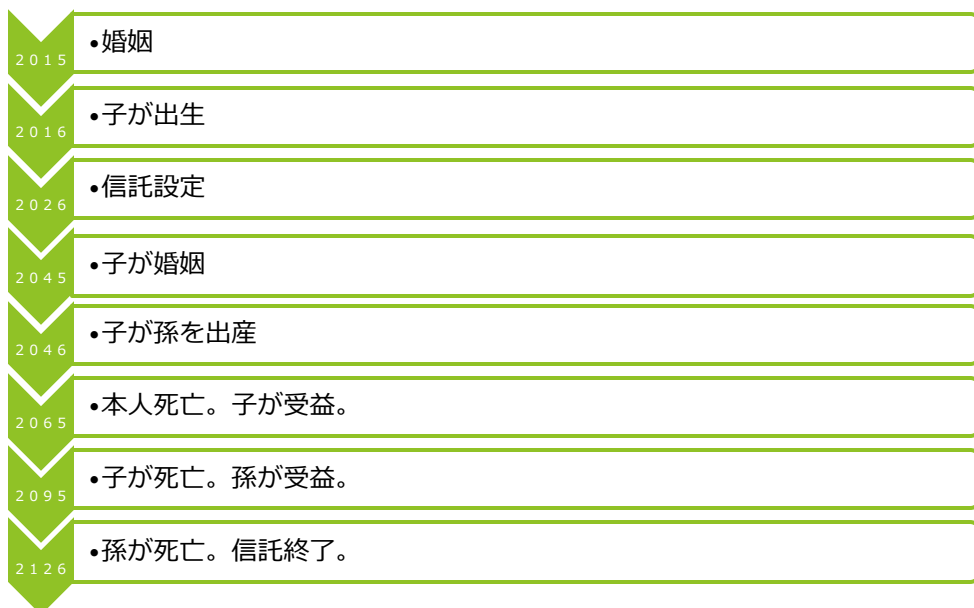 2015
•婚姻
2016
•子が出生
2026
•信託設定
2045
•子が婚姻
2046
•子が孫を出産
2065
•本人死亡。子が受益。
2095
•子が死亡。孫が受益。
2126
•孫が死亡。信託終了。